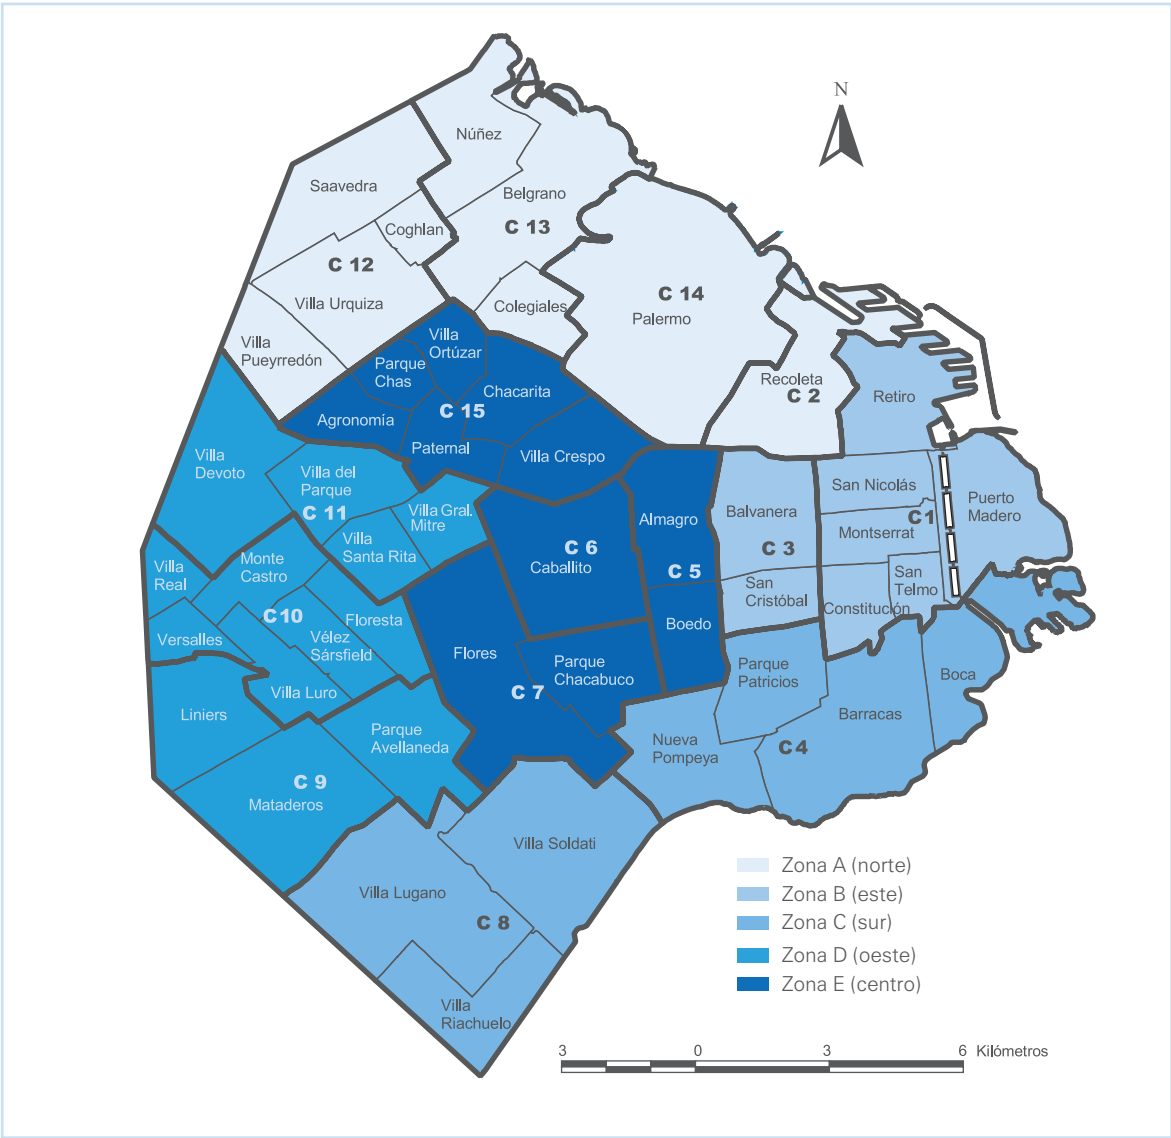 N
Núñez
Saavedra
Belgrano
Coghlan
C 13
C 12
C 14
Villa Urquiza
Colegiales
Palermo
Villa
Pueyrredón
Villa
Ortúzar
Parque
Chas
Chacarita
Recoleta
C 2
Retiro
C 15
Agronomía
Paternal
Villa Crespo
Villa
Devoto
Villa del
Parque
C 11
Villa Gral.
Mitre
Villa
Santa Rita
San Nicolás
Puerto
Madero
Balvanera
Almagro
C1
Montserrat
C 6
Caballito
C 3
C 5
Villa
Real
Monte
Castro
San
Cristóbal
San
Telmo
Constitución
C10
Floresta
Vélez
Sársfield
Versalles
Boedo
Flores
Parque
Chacabuco
Parque
Patricios
Boca
C 7
Villa Luro
Liniers
Barracas
Parque
Avellaneda
Nueva
Pompeya
C 4
C 9
Mataderos
Villa Soldati
Villa Lugano
C 8
Villa
Riachuelo
Zona A (norte)
Zona B (este)
Zona C (sur)
Zona D (oeste)
Zona E (centro)
3 0 3 6 Kilómetros